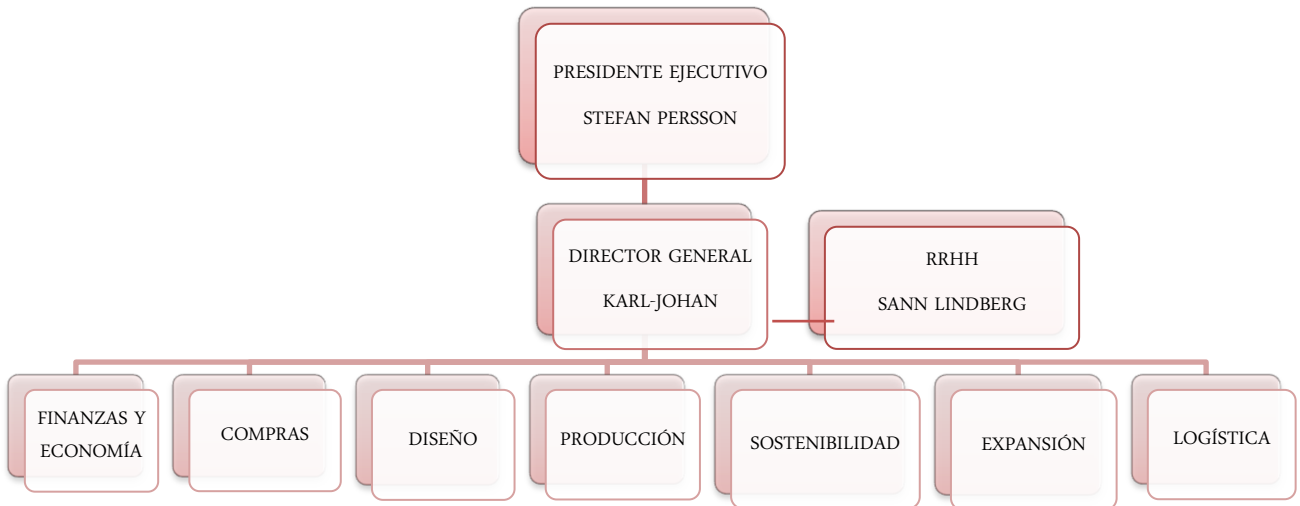 PRESIDENTE EJECUTIVO
STEFAN PERSSON
DIRECTOR GENERAL
KARL-JOHAN
RRHH
SANN LINDBERG
FINANZAS Y
ECONOMÍA
COMPRAS
DISEÑO
PRODUCCIÓN
SOSTENIBILIDAD
EXPANSIÓN
LOGÍSTICA